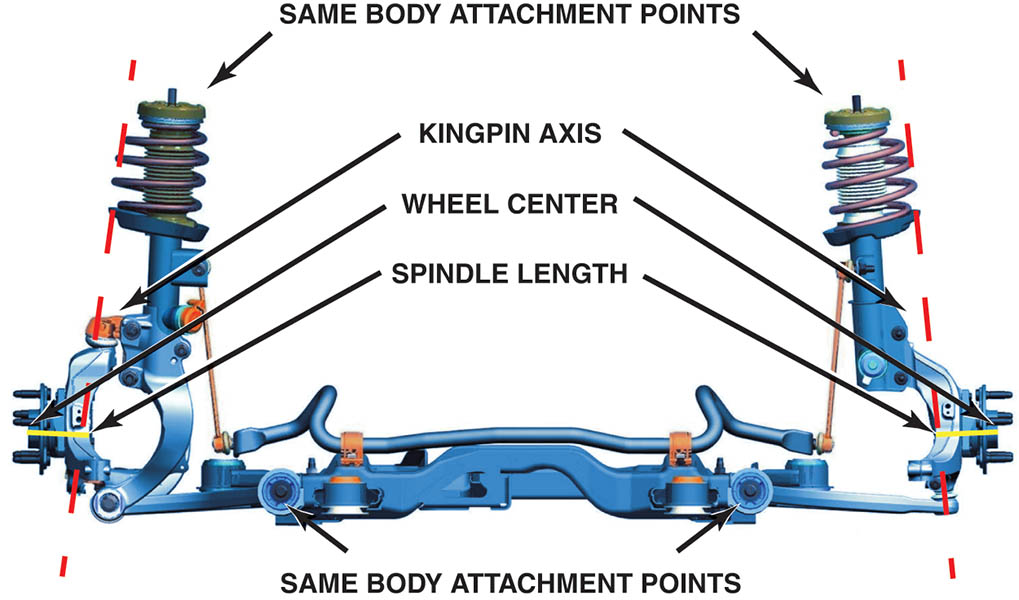 SAME BODY ATTACHMENT POINTS
KINGPIN AXIS
WHEEL CENTER
SPINDLE LENGTH
SAME BODY ATTACHMENT POINTS